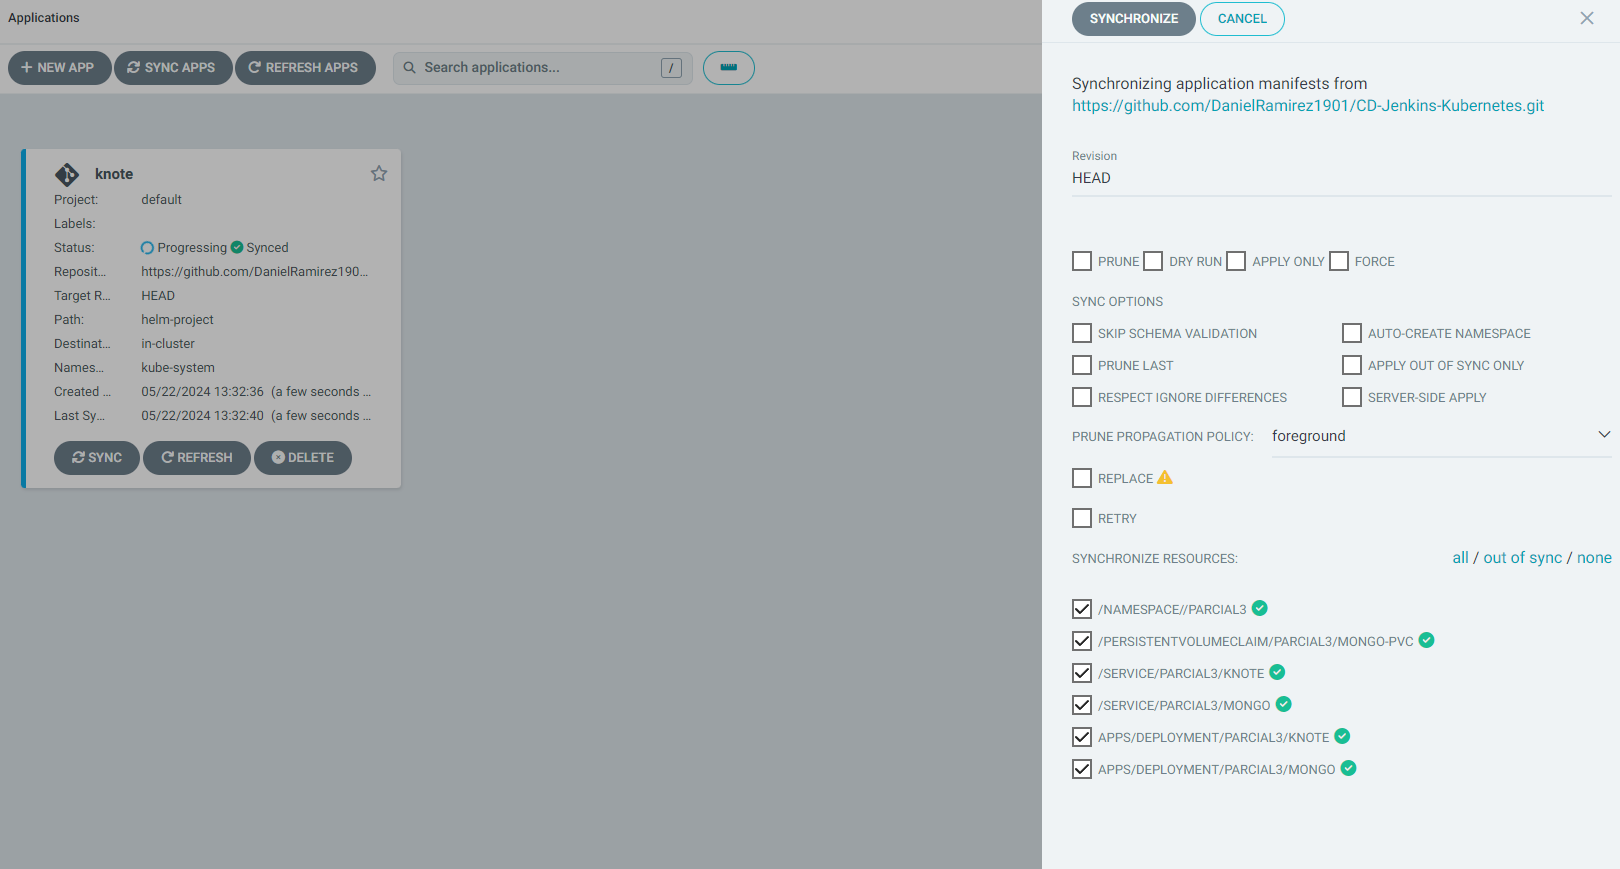 Applications
NEW APP
SYNC APPS
REFRESH APPS
Search applications...
/
knote
Project: default
Labels:
Status: Progressing Synced
Reposit... https://github.com/DanielRamirez190...
Target R... HEAD
Path: helm-project
Destinat... in-cluster
Names... kube-system
Created ... 05/22/2024 13:32:36 (a few seconds ...
Last Sy... 05/22/2024 13:32:40 (a few seconds ...
SYNC
REFRESH
DELETE
SYNCHRONIZE
CANCEL
Synchronizing application manifests from
https://github.com/DanielRamirez1901/CD-Jenkins-Kubernetes.git
Revision
HEAD
PRUNE DRY RUN APPLY ONLY FORCE
SYNC OPTIONS
SKIP SCHEMA VALIDATION AUTO-CREATE NAMESPACE
PRUNE LAST APPLY OUT OF SYNC ONLY
RESPECT IGNORE DIFFERENCES SERVER-SIDE APPLY
PRUNE PROPAGATION POLICY: foreground
REPLACE
RETRY
SYNCHRONIZE RESOURCES: all / out of sync / none
/NAMESPACE//PARCIAL3
/PERSISTENTVOLUMECLAIM/PARCIAL3/MONGO-PVC
/SERVICE/PARCIAL3/KNOTE
/SERVICE/PARCIAL3/MONGO
APPS/DEPLOYMENT/PARCIAL3/KNOTE
APPS/DEPLOYMENT/PARCIAL3/MONGO